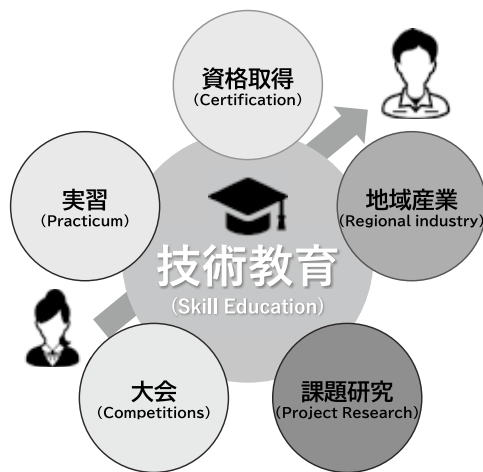 資格取得
(Certification)
実習
(Practicum)
地域産業
(Regional industry)
技術教育
(Skill Education)
大会
(Competitions)
課題研究
(Project Research)